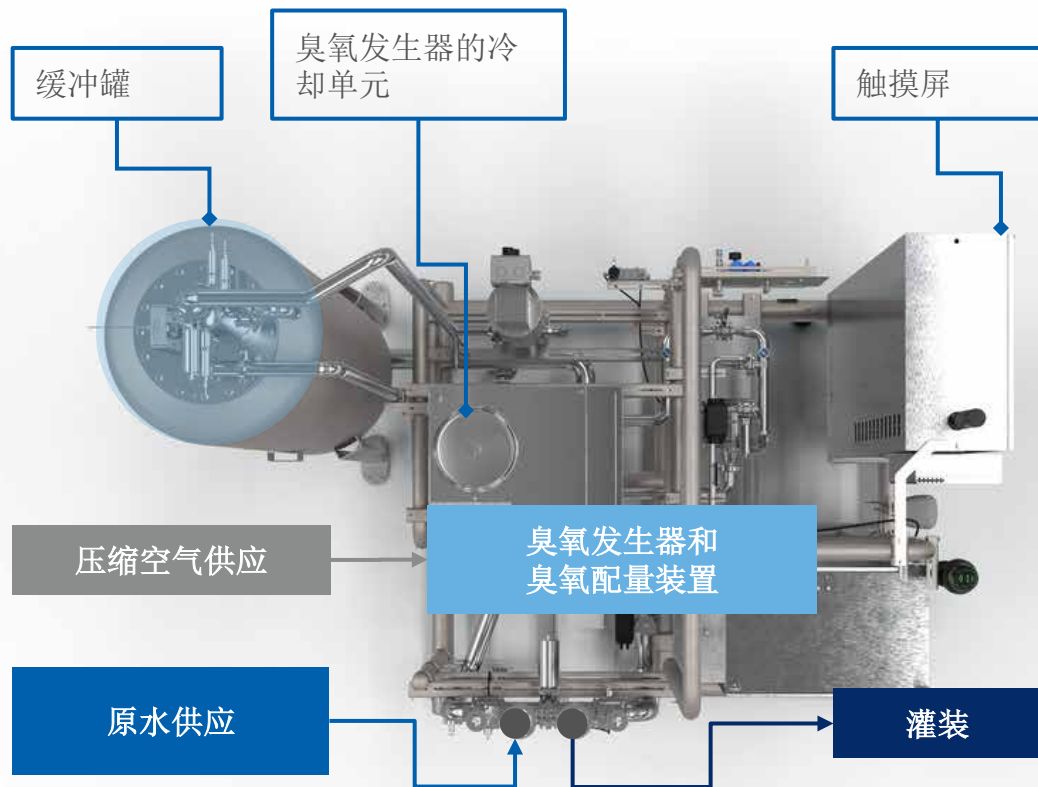 缓冲罐
臭氧发生器的冷
却单元
触摸屏
压缩空气供应
臭氧发生器和
臭氧配量装置
原水供应
灌装